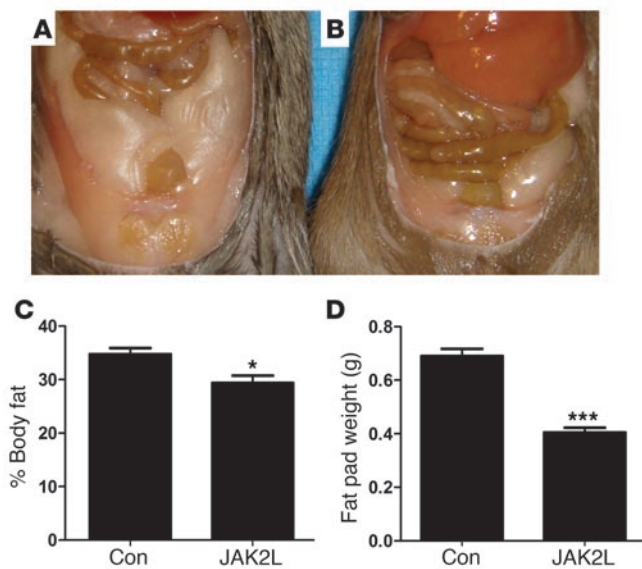 A
B
C
40
30
20
10
0
% Body fat
*
Con
JAK2L
D
0.8
0.6
0.4
0.2
0.0
Fat pad weight (g)
***
Con
JAK2L